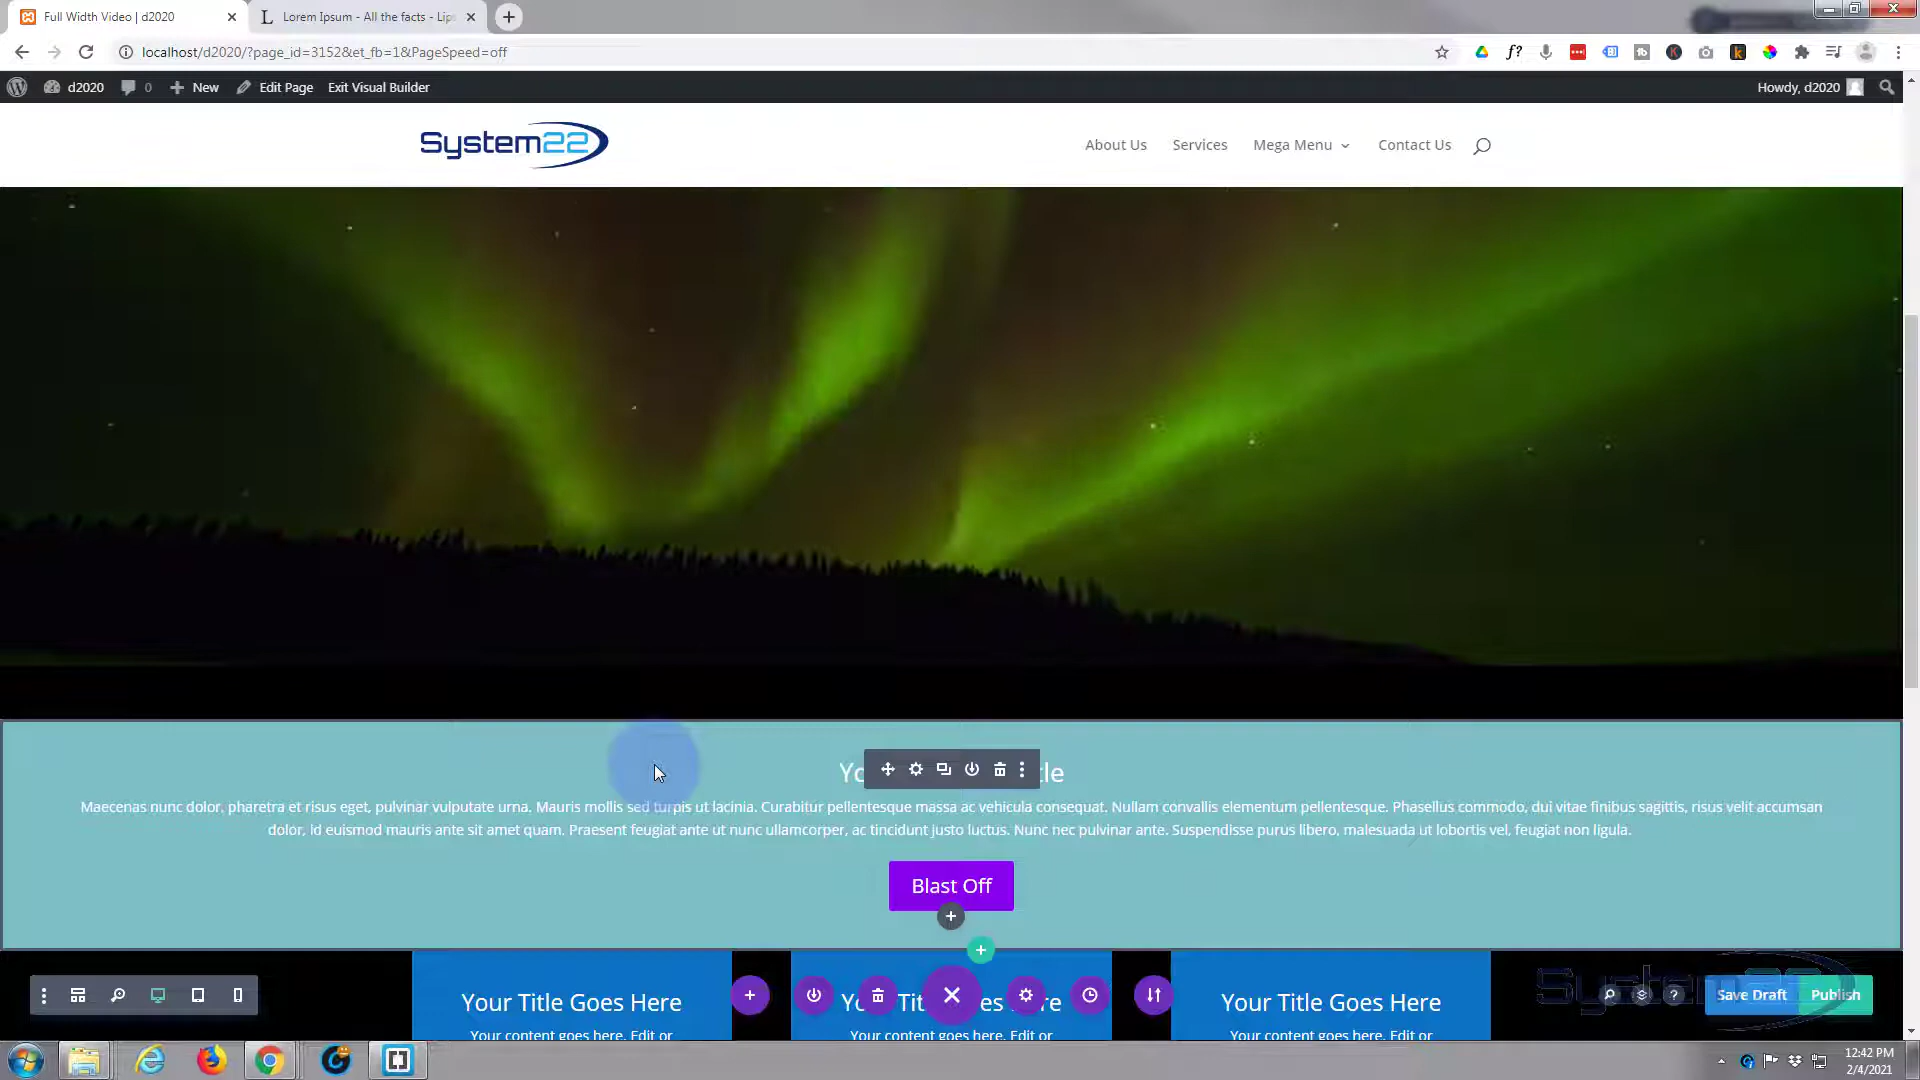 Full Width Video | d2020
Lorem Ipsum - All the facts - Lip
localhost/d2020/?page_id=3152&et_fb=1&PageSpeed=off
d2020 0 New Edit Page Exit Visual Builder Howdy, d2020
System22
About Us Services Mega Menu Contact Us
Yo le
Maecenas nunc dolor, pharetra et risus eget, pulvinar vulputate urna. Mauris mollis sed turpis ut lacinia. Curabitur pellentesque massa ac vehicula consequat. Nullam convallis elementum pellentesque. Phasellus commodo, dui vitae finibus sagittis, risus velit accumsan
dolor, id euismod mauris ante sit amet quam. Praesent feugiat ante ut nunc ullamcorper, ac tincidunt justo luctus. Nunc nec pulvinar ante. Suspendisse purus libero, malesuada ut lobortis vel, feugiat non ligula.
Blast Off
Your Title Goes Here
Your content goes here. Edit or
Your Title Goes Here
Your content goes here. Edit or
Your Title Goes Here
Your content goes here. Edit or
System22
Save Draft Publish
12:42 PM
2/4/2021